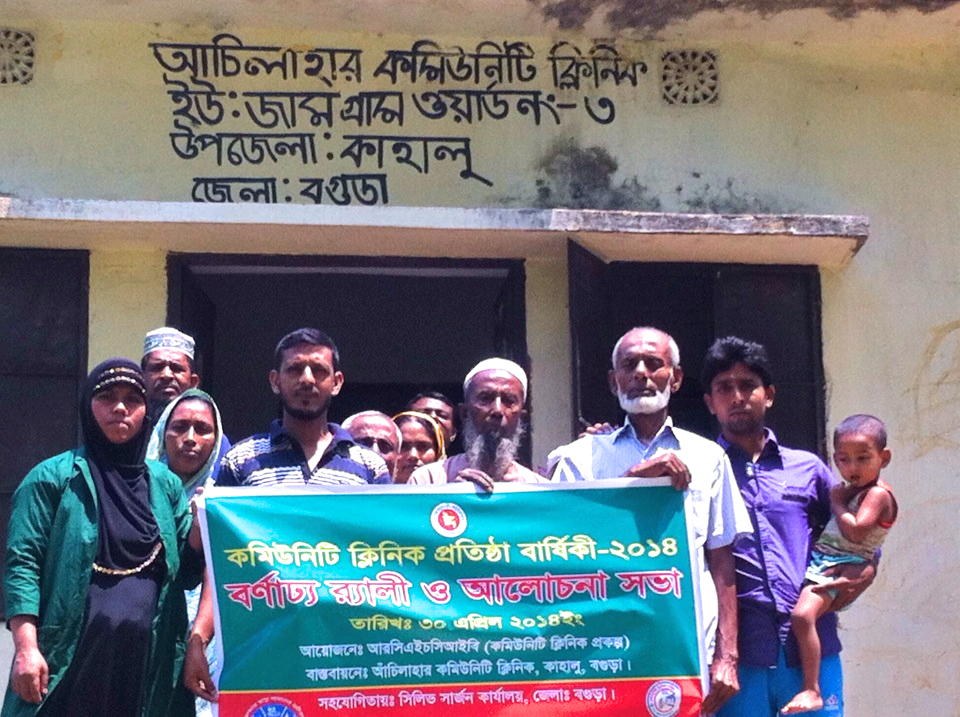 আচিলাহার কমিউনিটি ক্লিনিক
ইউ: জামগ্রাম ওয়ার্ড নং-৩
উপজেলা: কাহালু
জেলা: বগুড়া
কমিউনিটি ক্লিনিক প্রতিষ্ঠা বার্ষিকী-২০১৪
বর্ণাঢ্য র‍্যালী ও আলোচনা সভা
তারিখঃ ৩০ এপ্রিল ২০১৪ইং
আয়োজনেঃ আরসিএইচসিআইবি (কমিউনিটি ক্লিনিক প্রকল্প)
বাস্তবায়নেঃ আঁচিলাহার কমিউনিটি ক্লিনিক, কাহালু, বগুড়া।
সহযোগিতায়ঃ সিভিল সার্জন কার্যালয়, জেলাঃ বগুড়া।